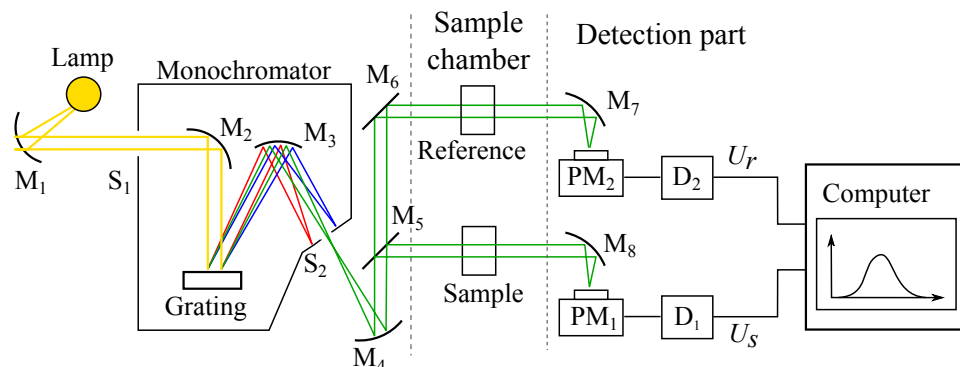 Lamp
Monochromator
Sample
chamber
Detection part
M1
S1
M2
M3
M6
M7
Reference
PM2
D2
Ur
Computer
M5
M8
S2
Grating
Sample
PM1
D1
Us
M4